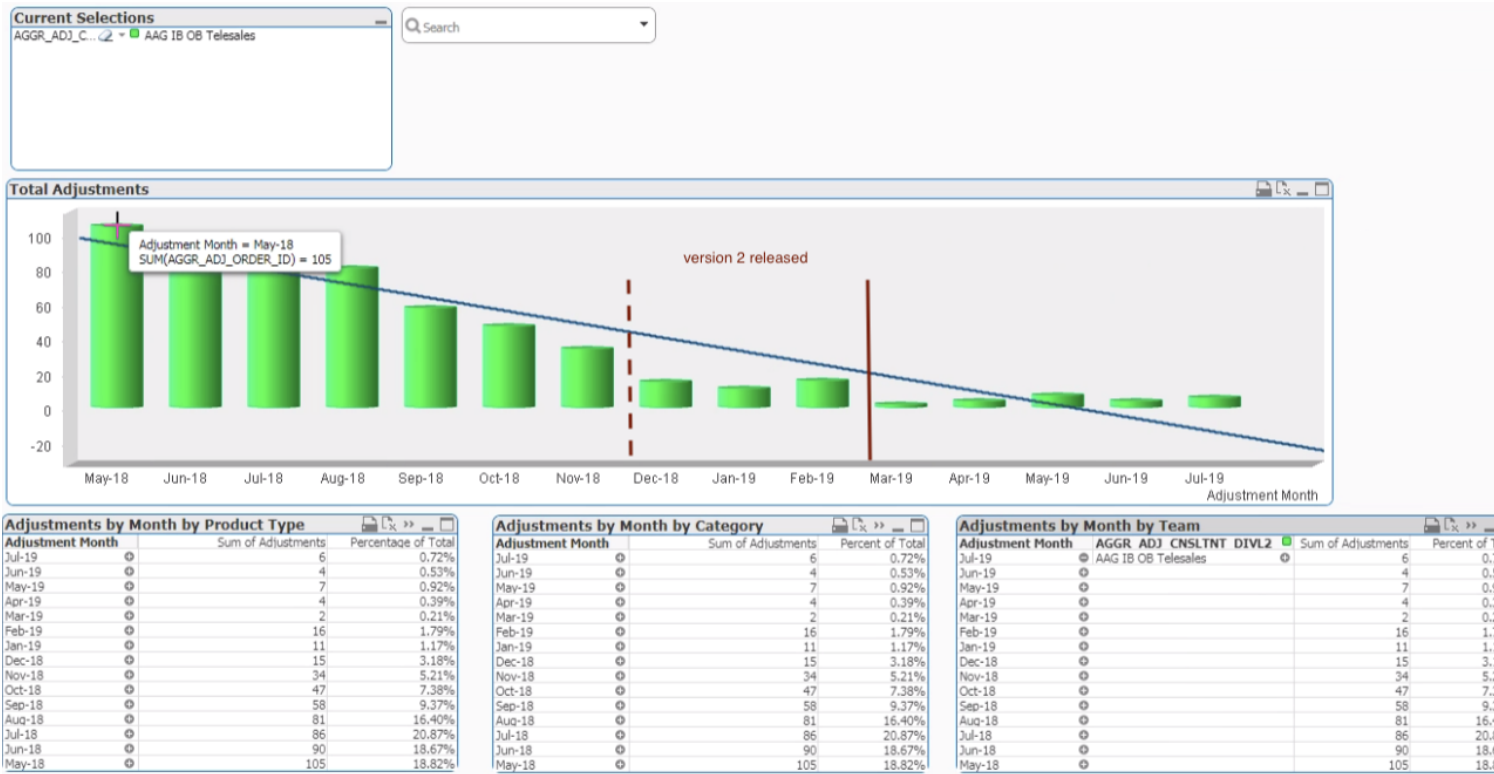 Current Selections
AGGR_ADJ_C... AAG IB OB Telesales
Search
Total Adjustments
100
80
60
40
20
0
-20
Adjustment Month = May-18
SUM(AGGR_ADJ_ORDER_ID) = 105
version 2 released
May-18 Jun-18 Jul-18 Aug-18 Sep-18 Oct-18 Nov-18 Dec-18 Jan-19 Feb-19 Mar-19 Apr-19 May-19 Jun-19 Jul-19
Adjustment Month
Adjustments by Month by Product Type
Adjustment Month Sum of Adjustments Percentage of Total
Jul-19 6 0.72%
Jun-19 4 0.53%
May-19 7 0.92%
Apr-19 4 0.39%
Mar-19 2 0.21%
Feb-19 16 1.79%
Jan-19 11 1.17%
Dec-18 15 3.18%
Nov-18 34 5.21%
Oct-18 47 7.38%
Sep-18 58 9.37%
Aug-18 81 16.40%
Jul-18 86 20.87%
Jun-18 90 18.67%
May-18 105 18.82%
Adjustments by Month by Category
Adjustment Month Sum of Adjustments Percent of Total
Jul-19 6 0.72%
Jun-19 4 0.53%
May-19 7 0.92%
Apr-19 4 0.39%
Mar-19 2 0.21%
Feb-19 16 1.79%
Jan-19 11 1.17%
Dec-18 15 3.18%
Nov-18 34 5.21%
Oct-18 47 7.38%
Sep-18 58 9.37%
Aug-18 81 16.40%
Jul-18 86 20.87%
Jun-18 90 18.67%
May-18 105 18.82%
Adjustments by Month by Team
Adjustment Month AGGR_ADJ_CNSLTNT_DIVL2 Sum of Adjustments Percent of
Jul-19 AAG IB OB Telesales 6
Jun-19 4
May-19 7
Apr-19 4
Mar-19 2
Feb-19 16
Jan-19 11
Dec-18 15
Nov-18 34
Oct-18 47
Sep-18 58
Aug-18 81
Jul-18 86
Jun-18 90
May-18 105